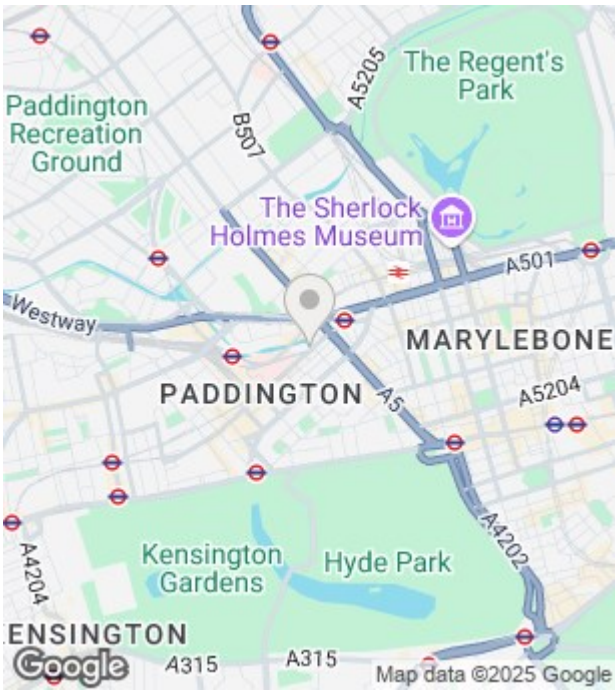 A5205
The Regent's
Park
Paddington
Recreation
Ground
B507
The Sherlock
Holmes Museum
A501
Westway
MARYLEBONE
PADDINGTON
A5
A5204
A4202
A4204
Kensington
Gardens
Hyde Park
KENSINGTON
A315
A315
Google
Map data ©2025 Google